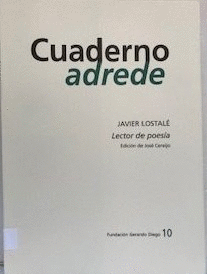 Cuaderno
adrede
JAVIER LOSTALÉ
Lector de poesía
Edición de José Cereijo
Fundación Gerardo Diego 10